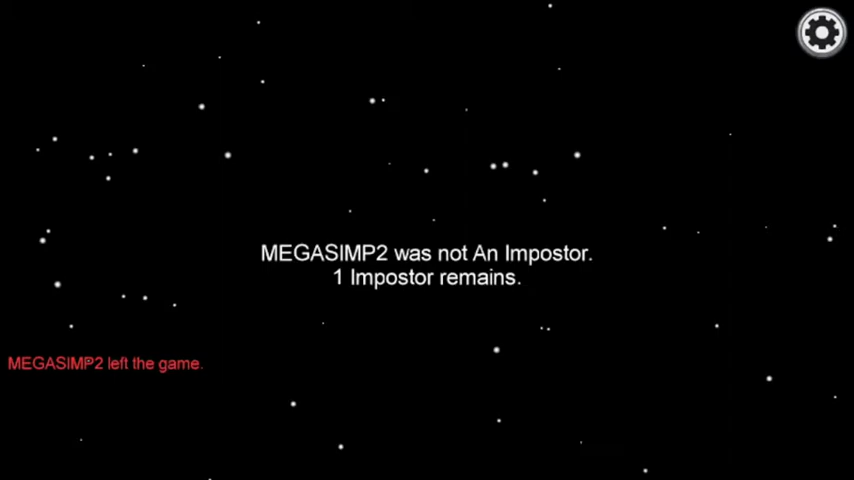 MEGASIMP2 was not An Impostor.
1 Impostor remains.
MEGASIMP2 left the game.